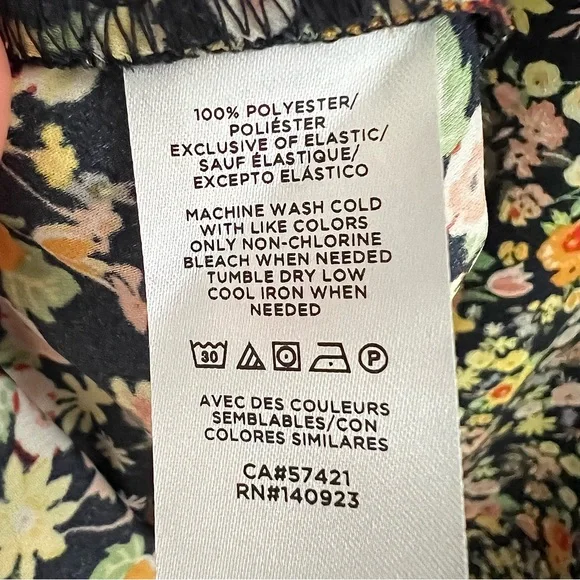 100% POLYESTER/
POLIÉSTER
EXCLUSIVE OF ELASTIC/
SAUF ÉLASTIQUE/
EXCEPTO ELÁSTICO
MACHINE WASH COLD
WITH LIKE COLORS
ONLY NON-CHLORINE
BLEACH WHEN NEEDED
TUMBLE DRY LOW
COOL IRON WHEN
NEEDED
30 P
AVEC DES COULEURS
SEMBLABLES/CON
COLORES SIMILARES
CA#57421
RN#140923